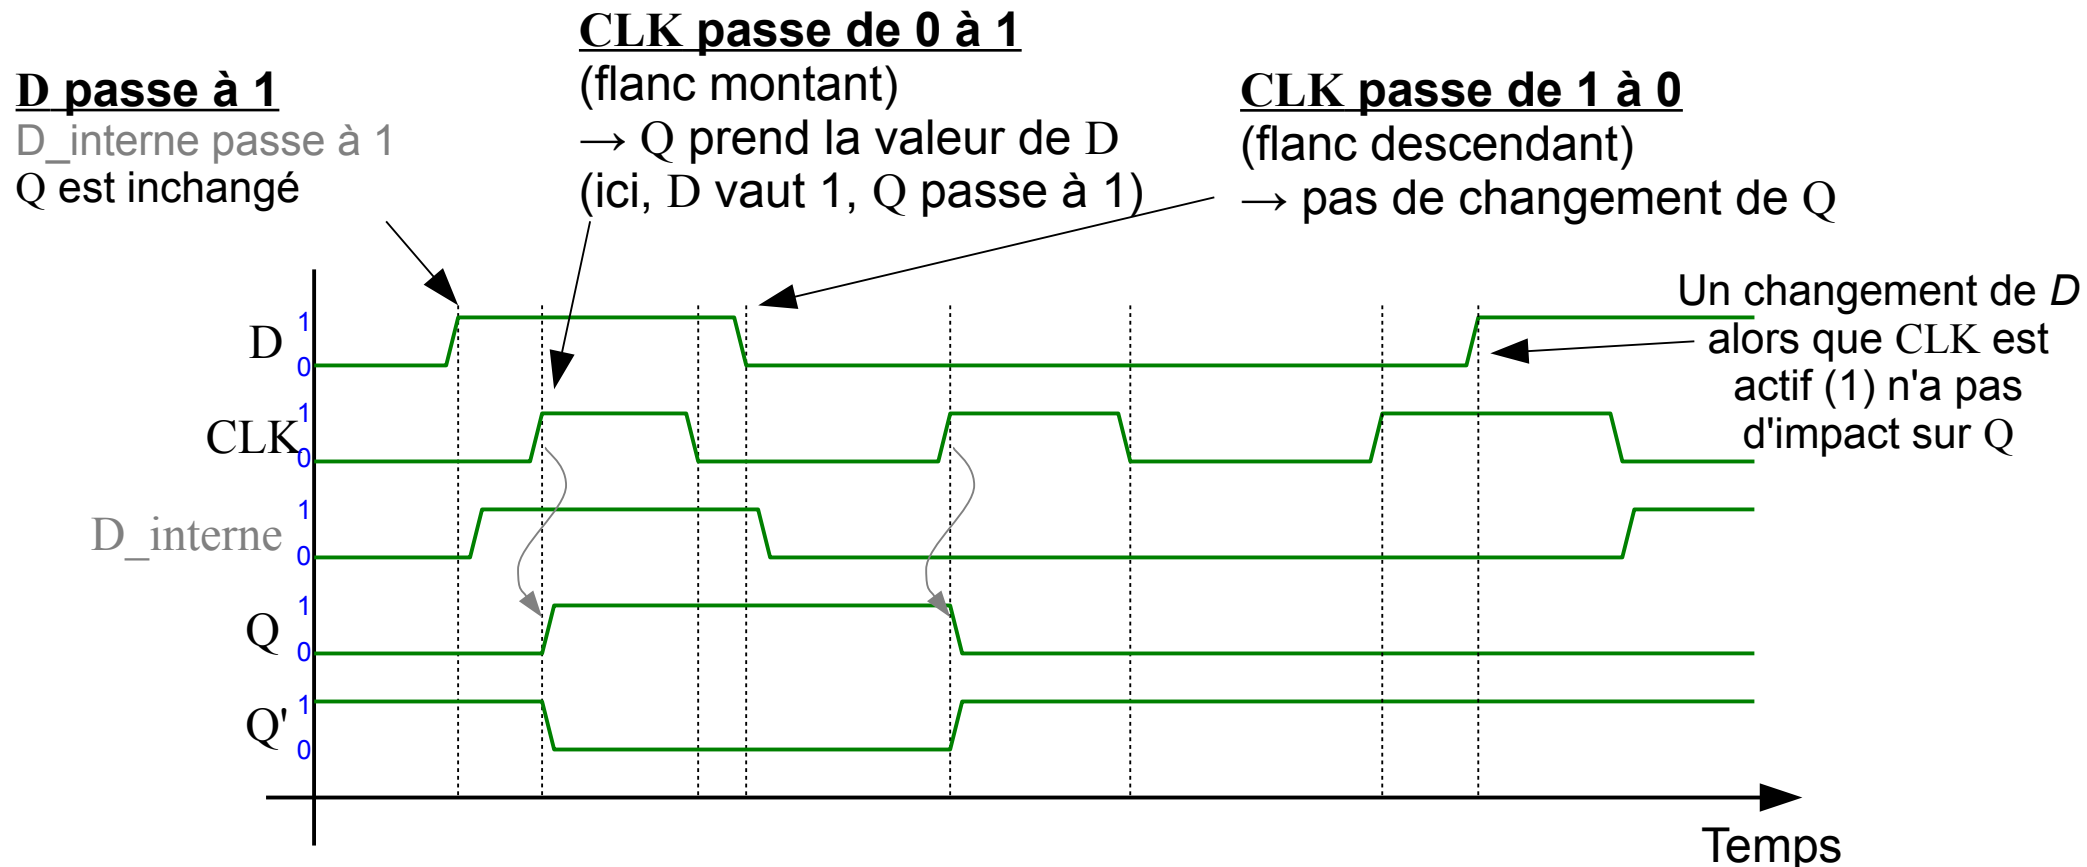 CLK passe de 0 à 1
(flanc montant)
→ Q prend la valeur de D
(ici, D vaut 1, Q passe à 1)
D passe à 1
D_interne passe à 1
Q est inchangé
CLK passe de 1 à 0
(flanc descendant)
→ pas de changement de Q
Un changement de D
alors que CLK est
actif (1) n'a pas
d'impact sur Q
D
1
0
CLK
1
0
D_interne
1
0
Q
1
0
Q'
1
0
Temps